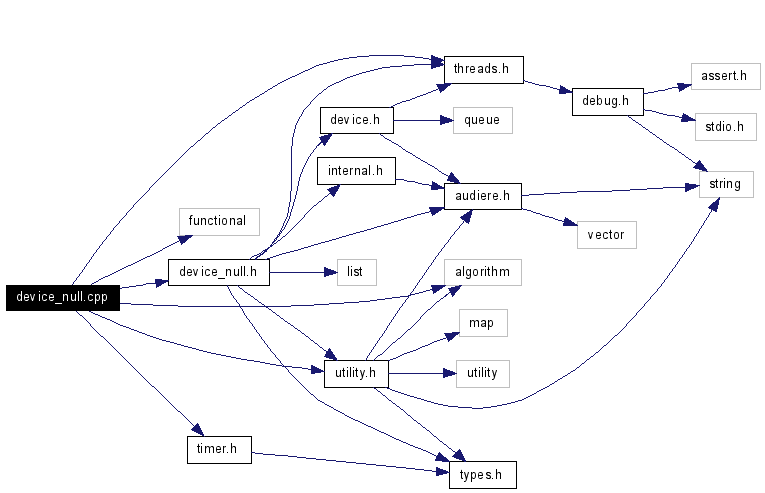 threads.h
assert.h
debug.h
device.h
queue
stdio.h
internal.h
string
audiere.h
functional
vector
device_null.h
list
algorithm
device_null.cpp
map
utility.h
utility
timer.h
types.h